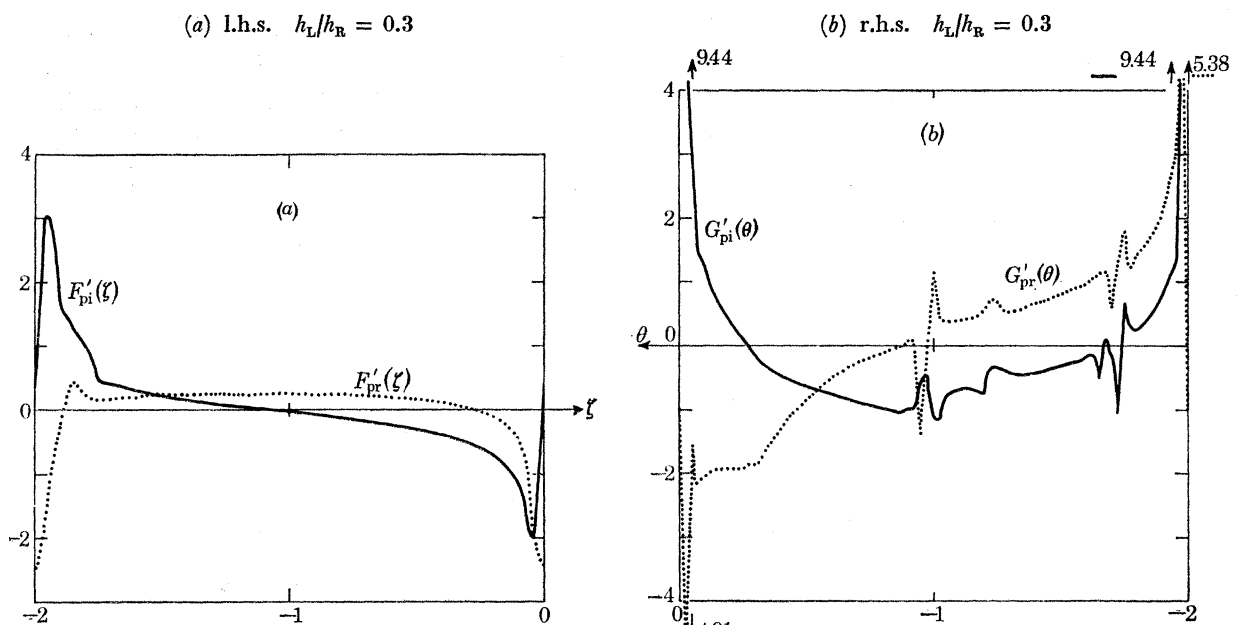 (a) l.h.s. h_L/h_R = 0.3
(b) r.h.s. h_L/h_R = 0.3
9.44
9.44
5.38
4
(b)
4
(a)
2
G′_pi(θ)
2
F′_pi(ζ)
G′_pr(θ)
θ
0
F′_pr(ζ)
0
ζ
−2
−2
−4
−2
−1
0
0
−1
−2